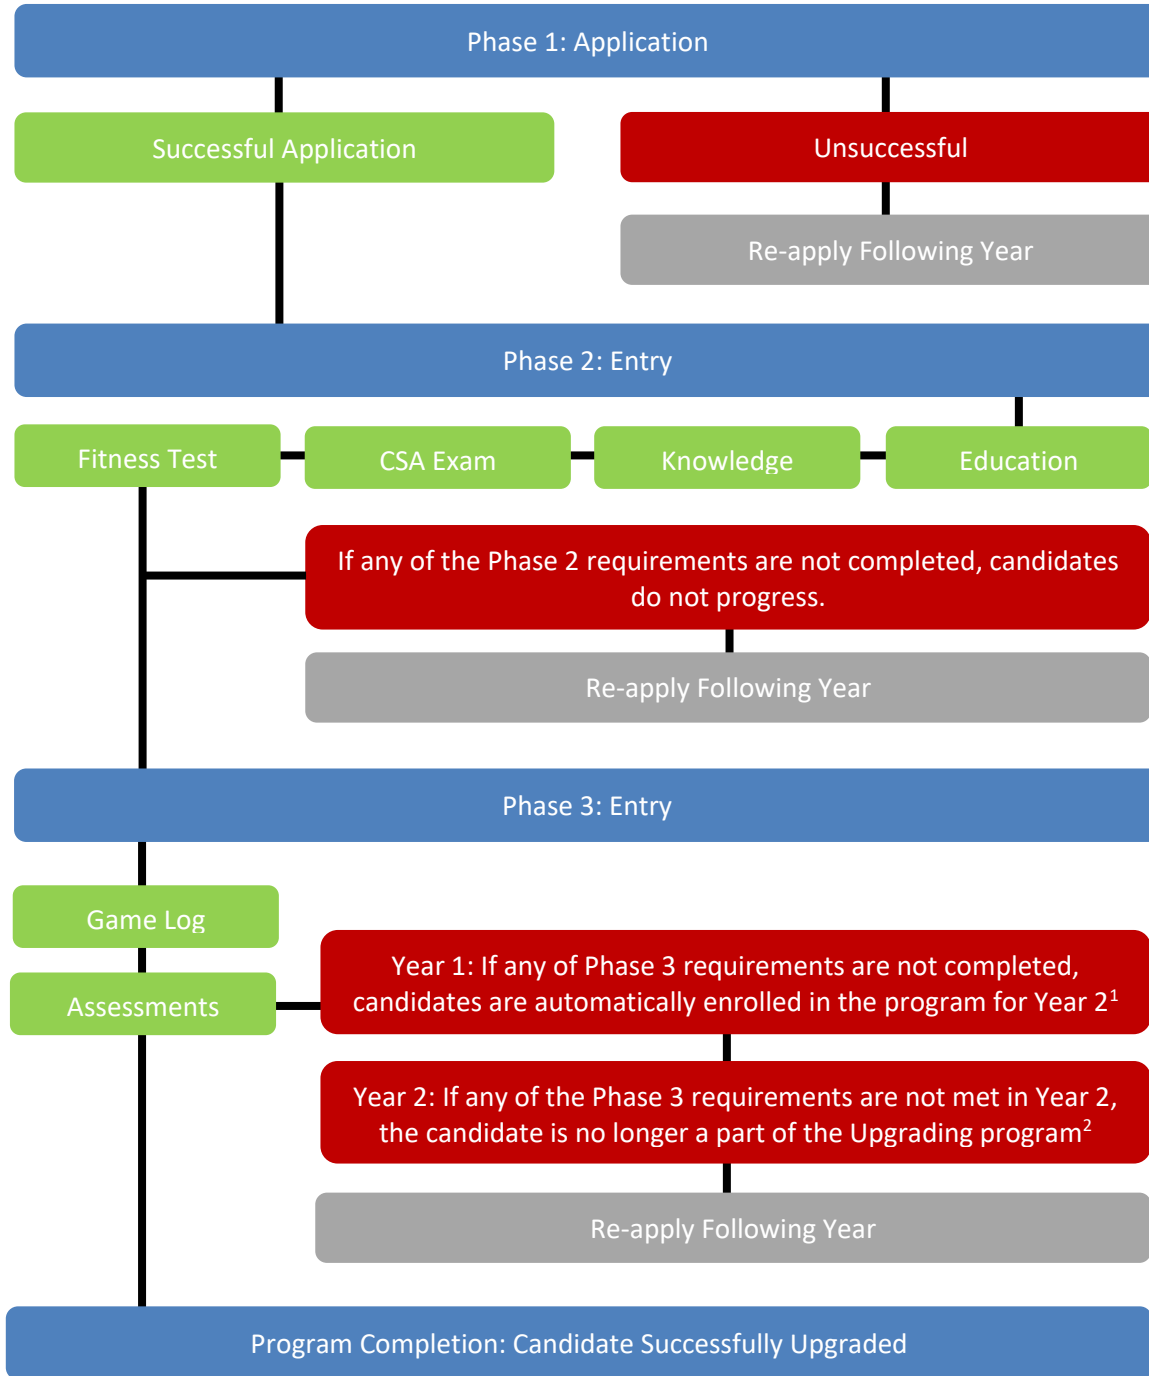 Phase 1: Application
Successful Application
Unsuccessful
Re-apply Following Year
Phase 2: Entry
Fitness Test
CSA Exam
Knowledge
Education
If any of the Phase 2 requirements are not completed, candidates
do not progress.
Re-apply Following Year
Phase 3: Entry
Game Log
Assessments
Year 1: If any of Phase 3 requirements are not completed,
candidates are automatically enrolled in the program for Year 2¹
Year 2: If any of the Phase 3 requirements are not met in Year 2,
the candidate is no longer a part of the Upgrading program²
Re-apply Following Year
Program Completion: Candidate Successfully Upgraded